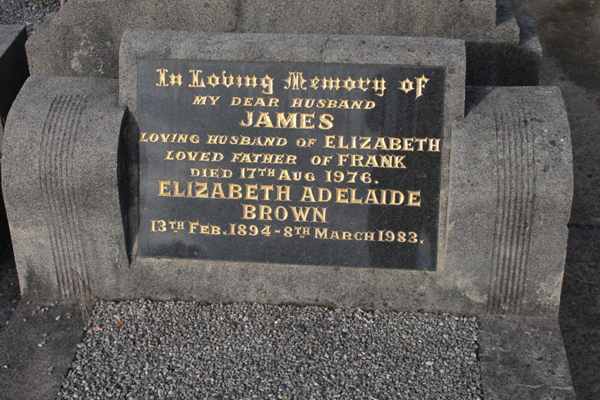 In Loving Memory of
MY DEAR HUSBAND
JAMES
LOVING HUSBAND OF ELIZABETH
LOVED FATHER OF FRANK
DIED 17TH AUG 1976.
ELIZABETH ADELAIDE
BROWN
13TH FEB. 1894 - 8TH MARCH 1983.